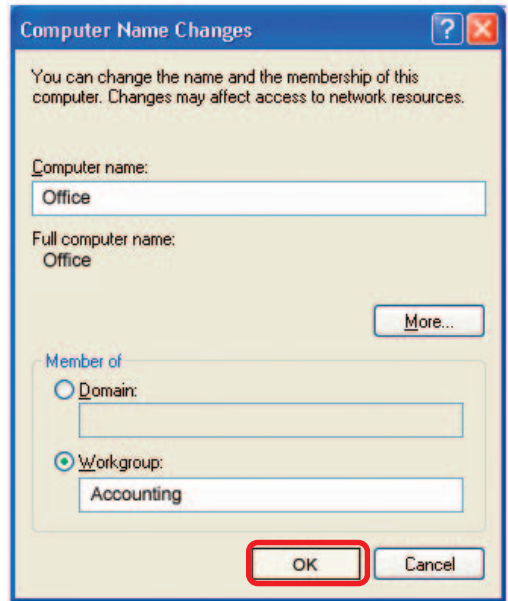 Computer Name Changes
You can change the name and the membership of this
computer. Changes may affect access to network resources.
Computer name:
Office
Full computer name:
Office
More...
Member of
Domain:
Workgroup:
Accounting
OK
Cancel